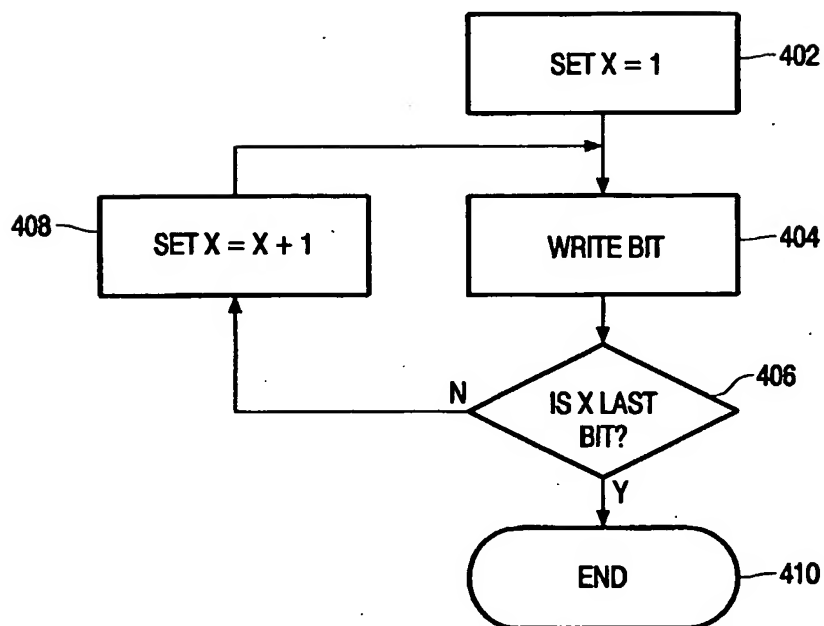 SET X = 1
402
408
SET X = X + 1
WRITE BIT
404
N
IS X LAST
BIT?
406
Y
END
410